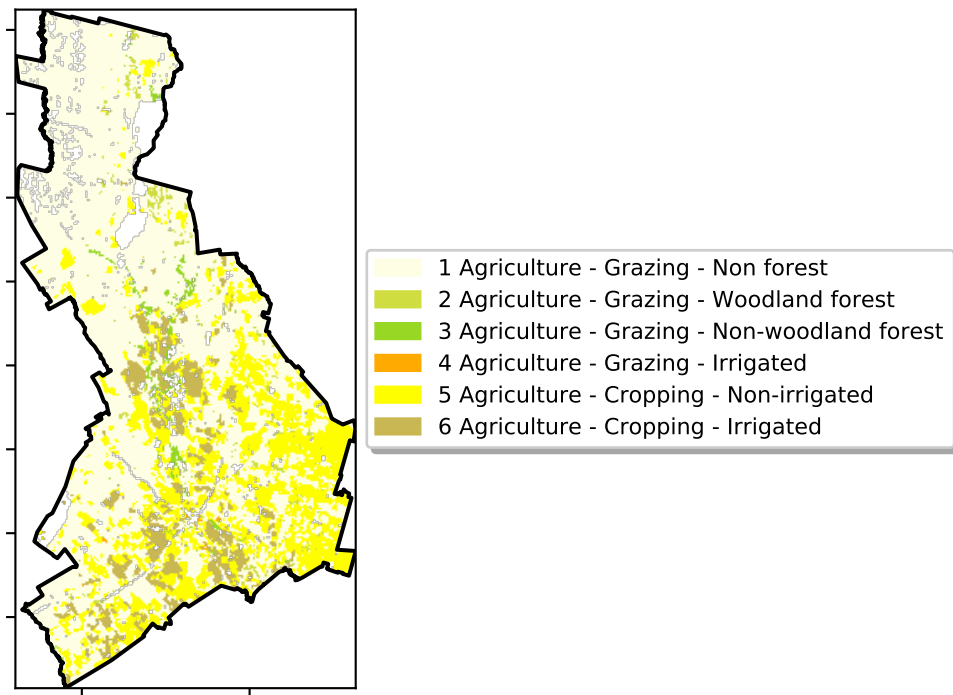 1 Agriculture - Grazing - Non forest
2 Agriculture - Grazing - Woodland forest
3 Agriculture - Grazing - Non-woodland forest
4 Agriculture - Grazing - Irrigated
5 Agriculture - Cropping - Non-irrigated
6 Agriculture - Cropping - Irrigated